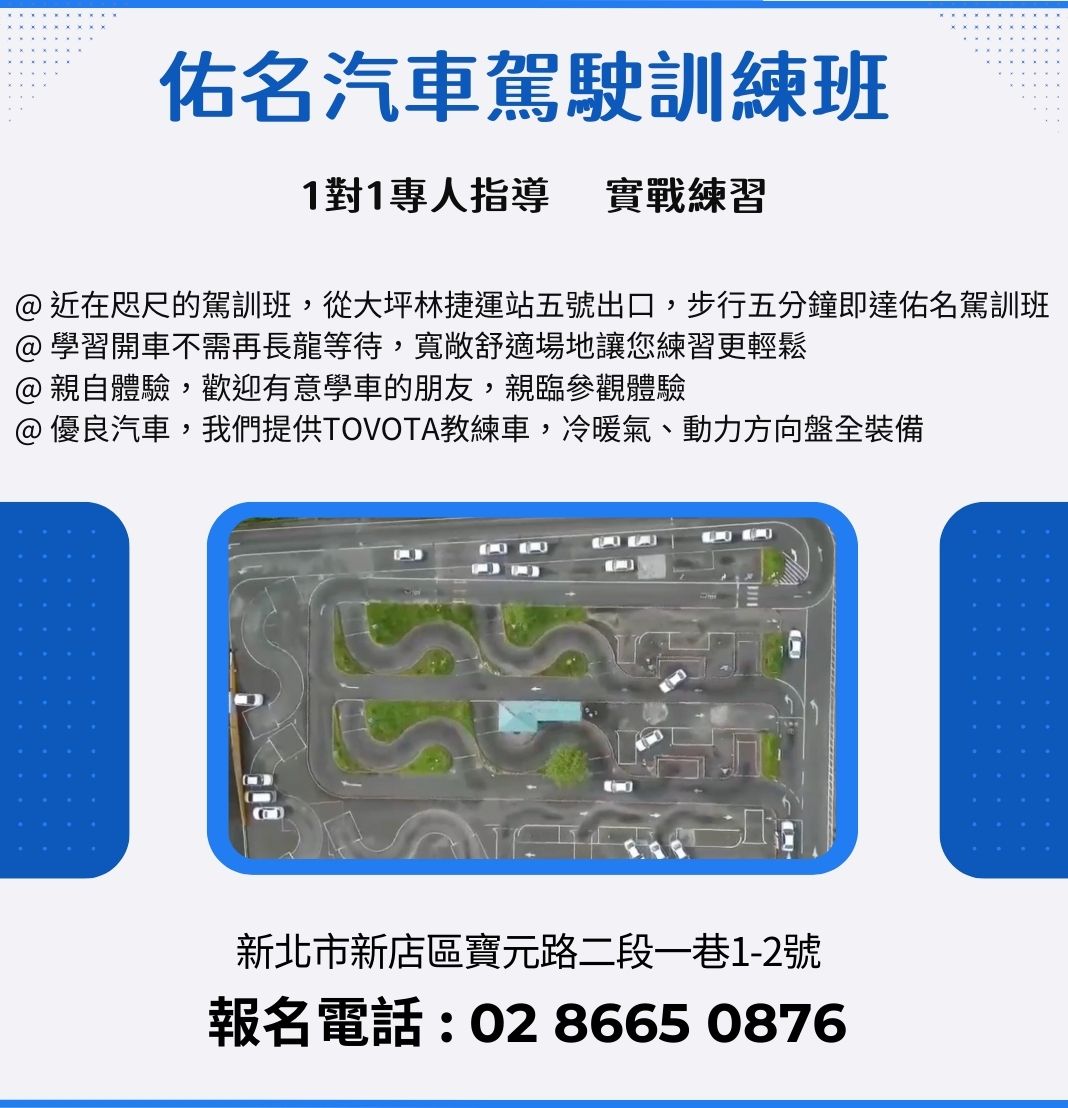 佑名汽車駕駛訓練班
1對1專人指導 實戰練習
@ 近在咫尺的駕訓班，從大坪林捷運站五號出口，步行五分鐘即達佑名駕訓班
@ 學習開車不需再長龍等待，寬敞舒適場地讓您練習更輕鬆
@ 親自體驗，歡迎有意學車的朋友，親臨參觀體驗
@ 優良汽車，我們提供TOVOTA教練車，冷暖氣、動力方向盤全裝備
新北市新店區寶元路二段一巷1-2號
報名電話 : 02 8665 0876